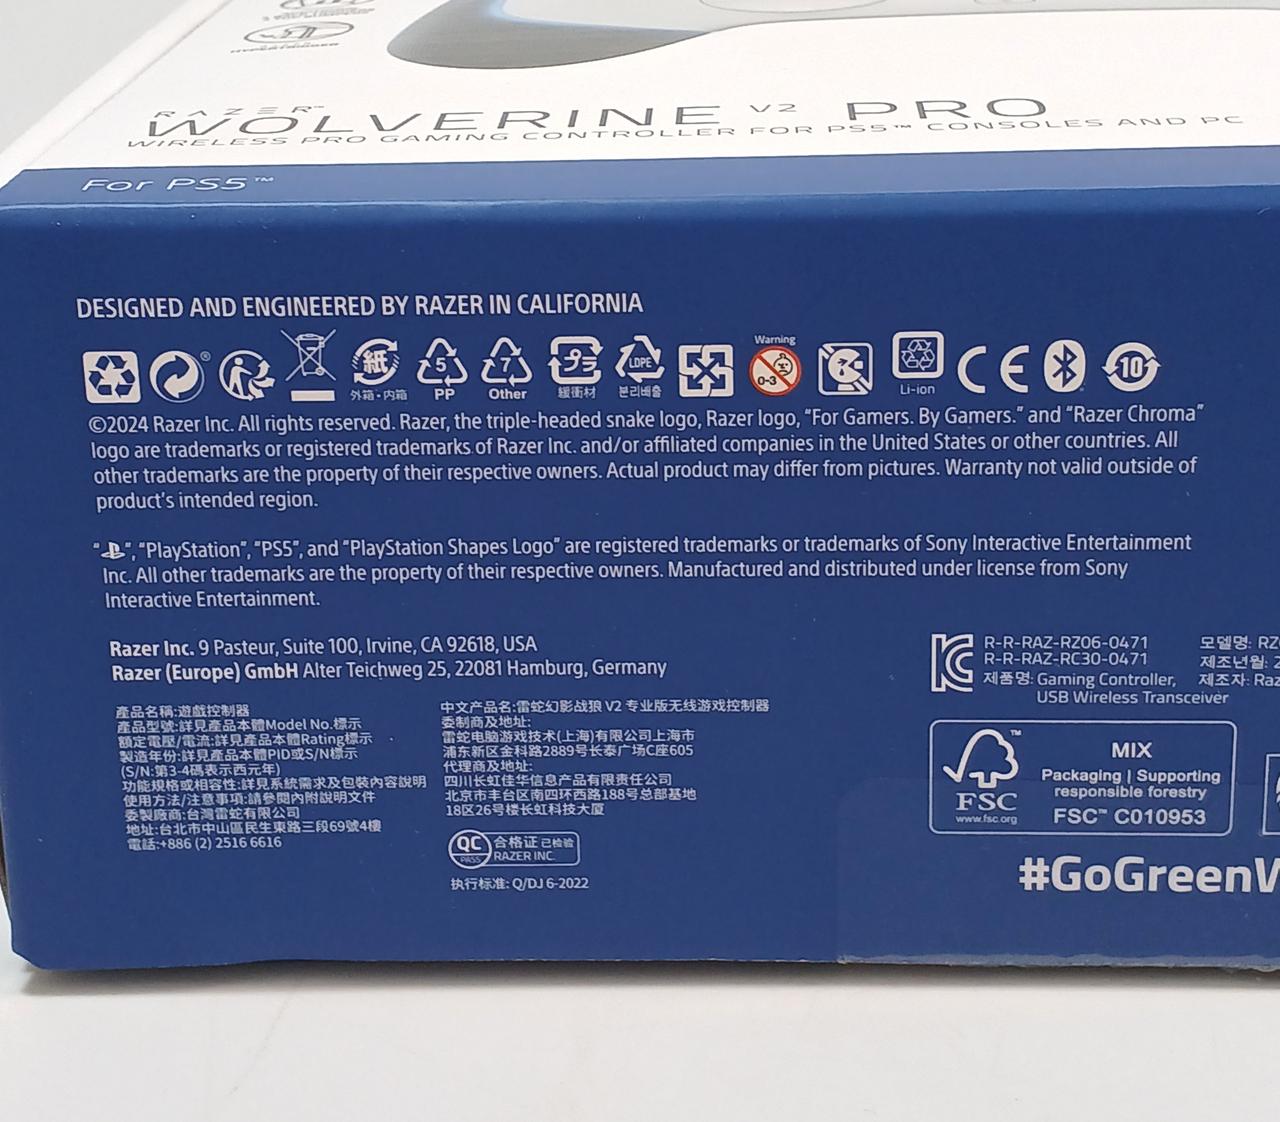 RAZER™
WOLVERINE V2 PRO
WIRELESS PRO GAMING CONTROLLER FOR PS5™ CONSOLES AND PC
For PS5™
DESIGNED AND ENGINEERED BY RAZER IN CALIFORNIA
紙
外箱・内箱
5
PP
7
Other
緩衝材
LDPE
분리배출
Warning
0-3
Li-ion
CE
10
©2024 Razer Inc. All rights reserved. Razer, the triple-headed snake logo, Razer logo, “For Gamers. By Gamers.” and “Razer Chroma”
logo are trademarks or registered trademarks of Razer Inc. and/or affiliated companies in the United States or other countries. All
other trademarks are the property of their respective owners. Actual product may differ from pictures. Warranty not valid outside of
product’s intended region.
“ ”, “PlayStation”, “PS5”, and “PlayStation Shapes Logo” are registered trademarks or trademarks of Sony Interactive Entertainment
Inc. All other trademarks are the property of their respective owners. Manufactured and distributed under license from Sony
Interactive Entertainment.
Razer Inc. 9 Pasteur, Suite 100, Irvine, CA 92618, USA
Razer (Europe) GmbH Alter Teichweg 25, 22081 Hamburg, Germany
產品名稱:遊戲控制器
產品型號:詳見產品本體Model No.標示
額定電壓/電流:詳見產品本體Rating標示
製造年份:詳見產品本體PID或S/N標示
(S/N:第3-4碼表示西元年)
功能規格或相容性:詳見系統需求及包裝內容說明
使用方法/注意事項:請參閱內附說明文件
委製廠商:台灣雷蛇有限公司
地址:台北市中山區民生東路三段69號4樓
電話:+886 (2) 2516 6616
中文产品名:雷蛇幻影战狼 V2 专业版无线游戏控制器
委制商及地址:
雷蛇电脑游戏技术(上海)有限公司上海市
浦东新区金科路2889号长泰广场C座605
代理商及地址:
四川长虹佳华信息产品有限责任公司
北京市丰台区南四环西路188号总部基地
18区26号楼长虹科技大厦
QC
PASS
合格证 已检验
RAZER INC.
执行标准: Q/DJ 6-2022
R-R-RAZ-RZ06-0471
R-R-RAZ-RC30-0471
제품명: Gaming Controller,
USB Wireless Transceiver
모델명: RZ
제조년월: 2
제조자: Raz
FSC™
www.fsc.org
MIX
Packaging | Supporting
responsible forestry
FSC™ C010953
#GoGreenW